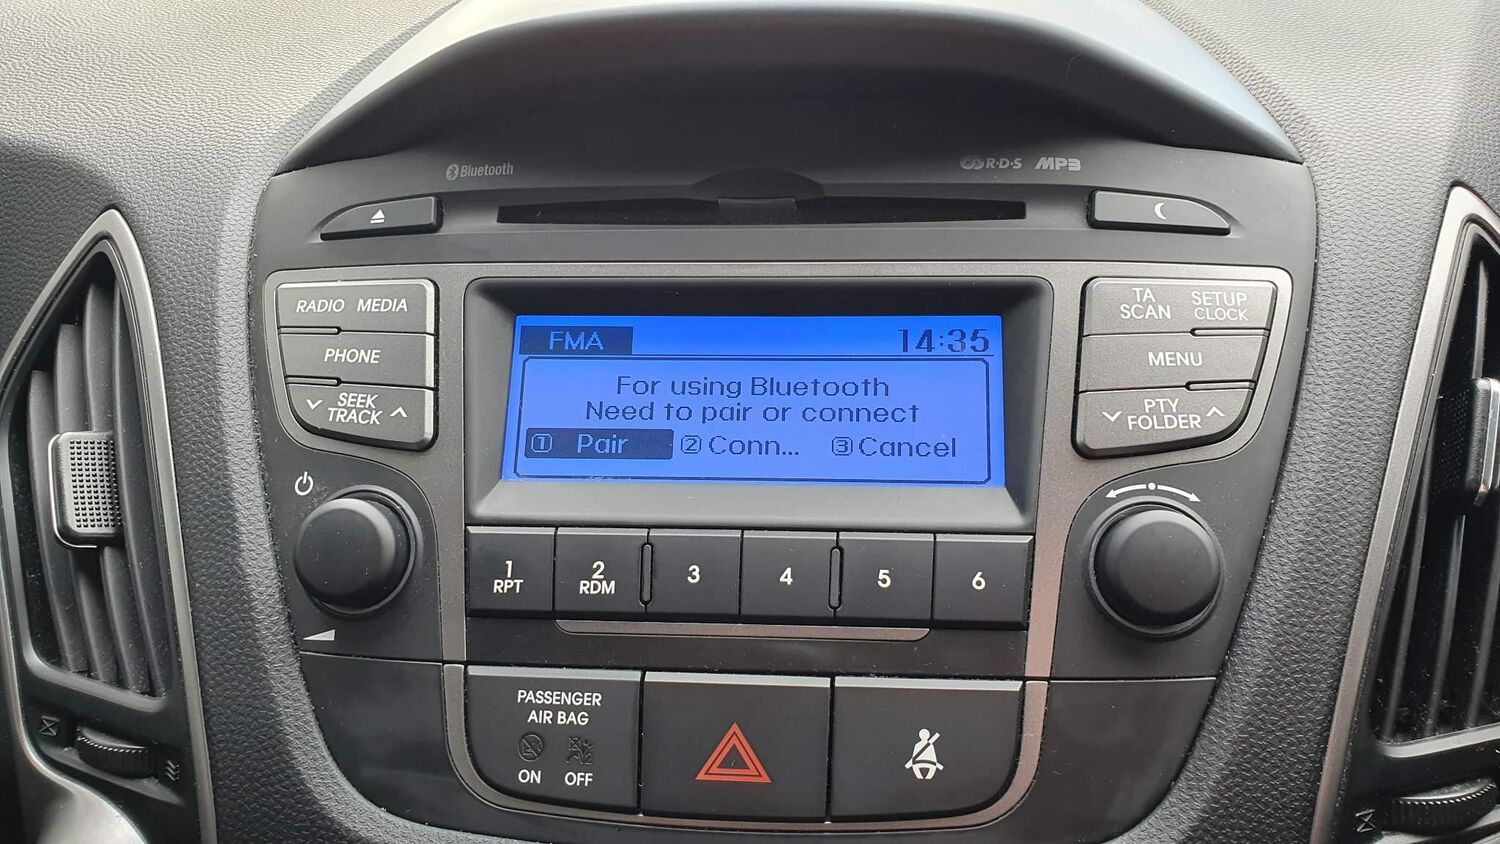 Bluetooth
R·D·S MP3
RADIO MEDIA
PHONE
SEEK
TRACK
TA
SCAN
SETUP
CLOCK
MENU
PTY
FOLDER
FMA 14:35
For using Bluetooth
Need to pair or connect
1 Pair 2 Conn... 3 Cancel
1
RPT
2
RDM
3
4
5
6
PASSENGER
AIR BAG
ON OFF